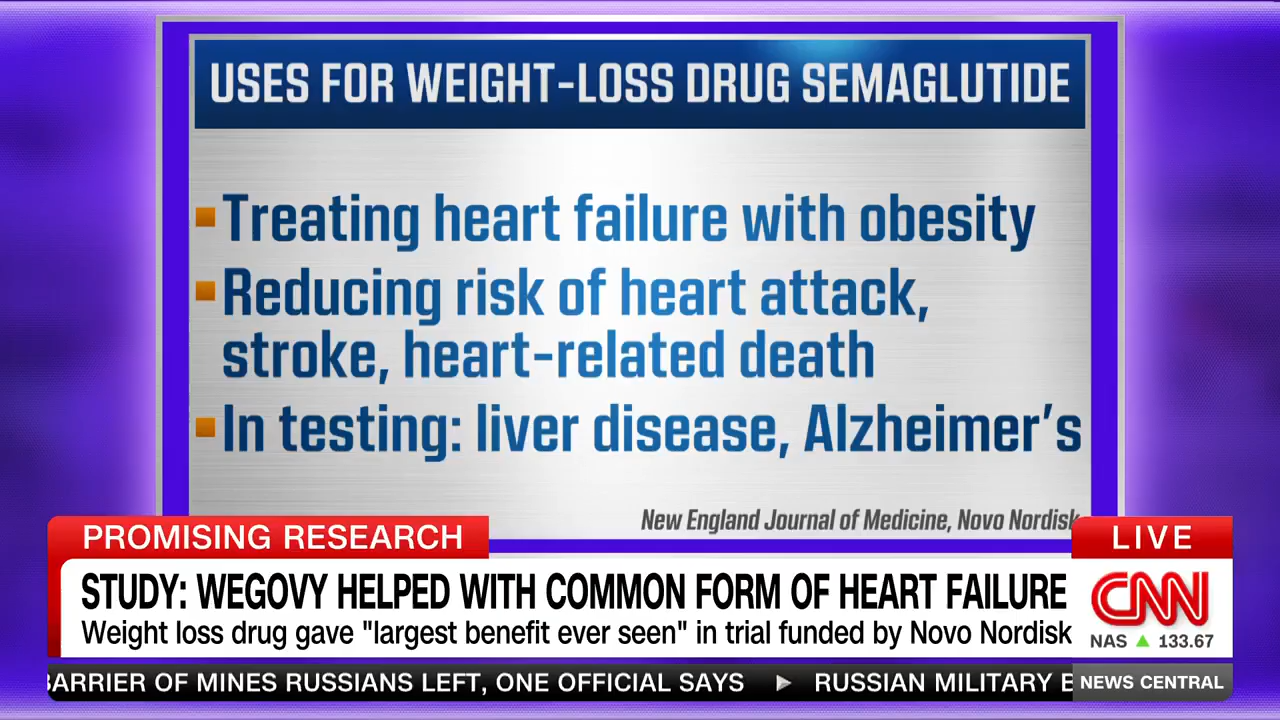 USES FOR WEIGHT-LOSS DRUG SEMAGLUTIDE
Treating heart failure with obesity
Reducing risk of heart attack,
stroke, heart-related death
In testing: liver disease, Alzheimer's
New England Journal of Medicine, Novo Nordisk
PROMISING RESEARCH
LIVE
STUDY: WEGOVY HELPED WITH COMMON FORM OF HEART FAILURE
Weight loss drug gave "largest benefit ever seen" in trial funded by Novo Nordisk
CNN
NAS ▲ 133.67
BARRIER OF MINES RUSSIANS LEFT, ONE OFFICIAL SAYS ▶ RUSSIAN MILITARY
NEWS CENTRAL